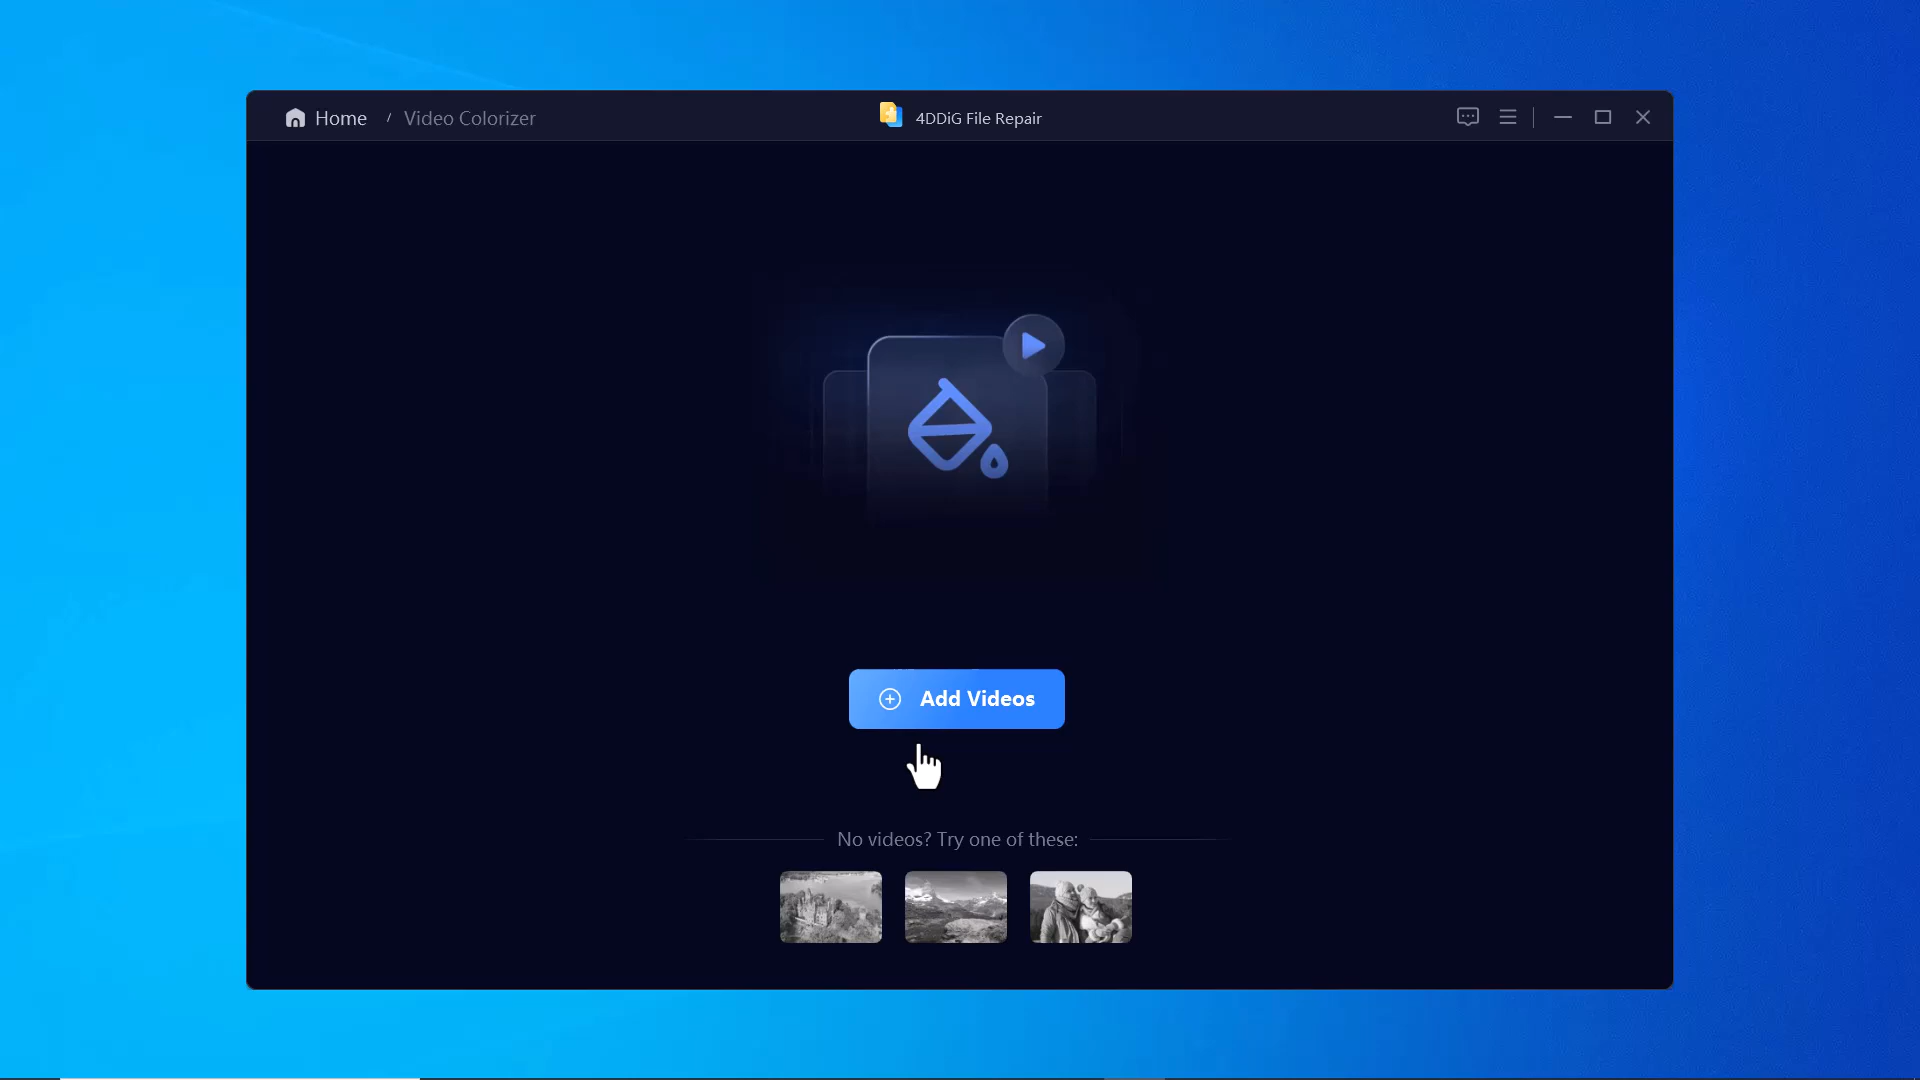 Home / Video Colorizer
4DDiG File Repair
Add Videos
No videos? Try one of these: